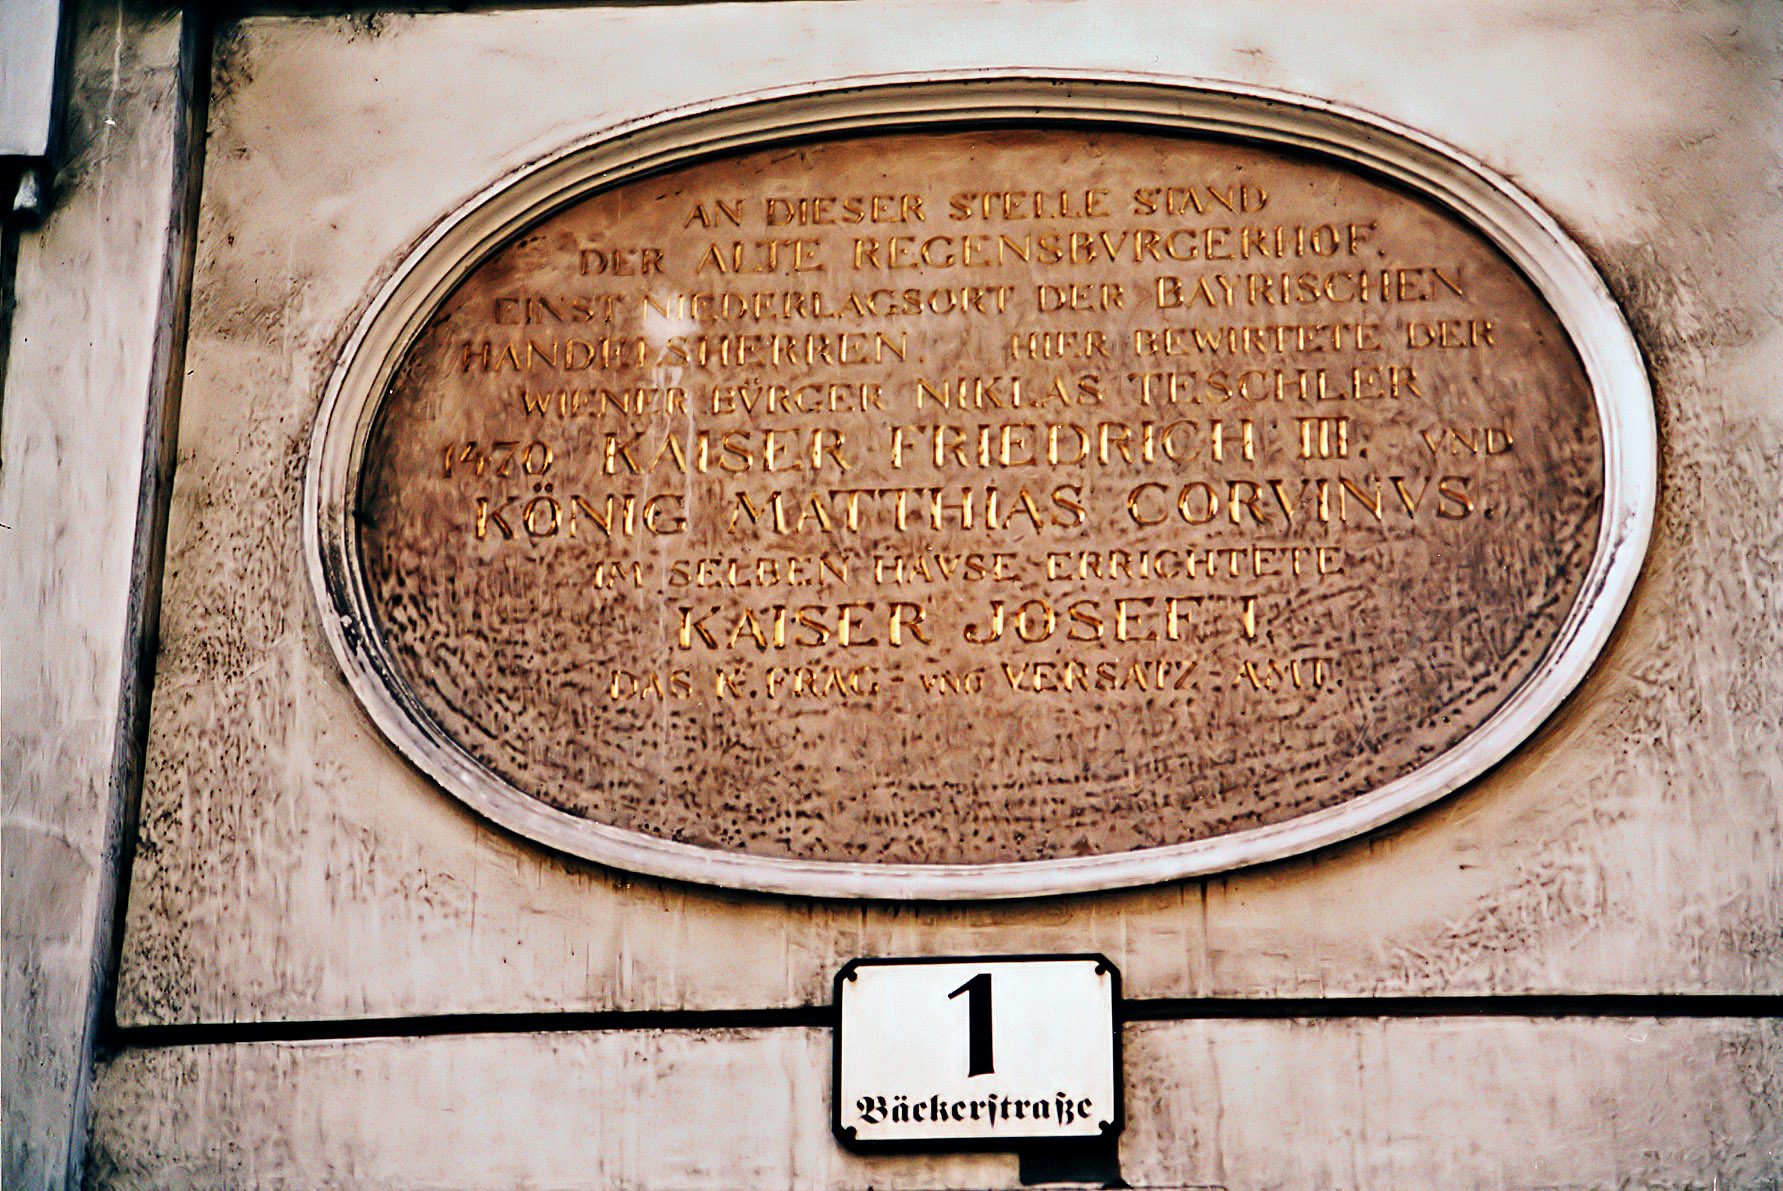 AN DIESER STELLE STAND
DER ALTE REGENSBVRGERHOF.
EINST NIEDERLAGSORT DER BAYRISCHEN
HANDELSHERREN. HIER BEWIRTETE DER
WIENER BÜRGER NIKLAS TESCHLER
1470 KAISER FRIEDRICH III. VND
KÖNIG MATTHIAS CORVINVS.
IM SELBEN HAVSE ERRICHTETE
KAISER JOSEF I.
DAS K. FRAG- VND VERSATZ-AMT.
1
Bäckerstraße